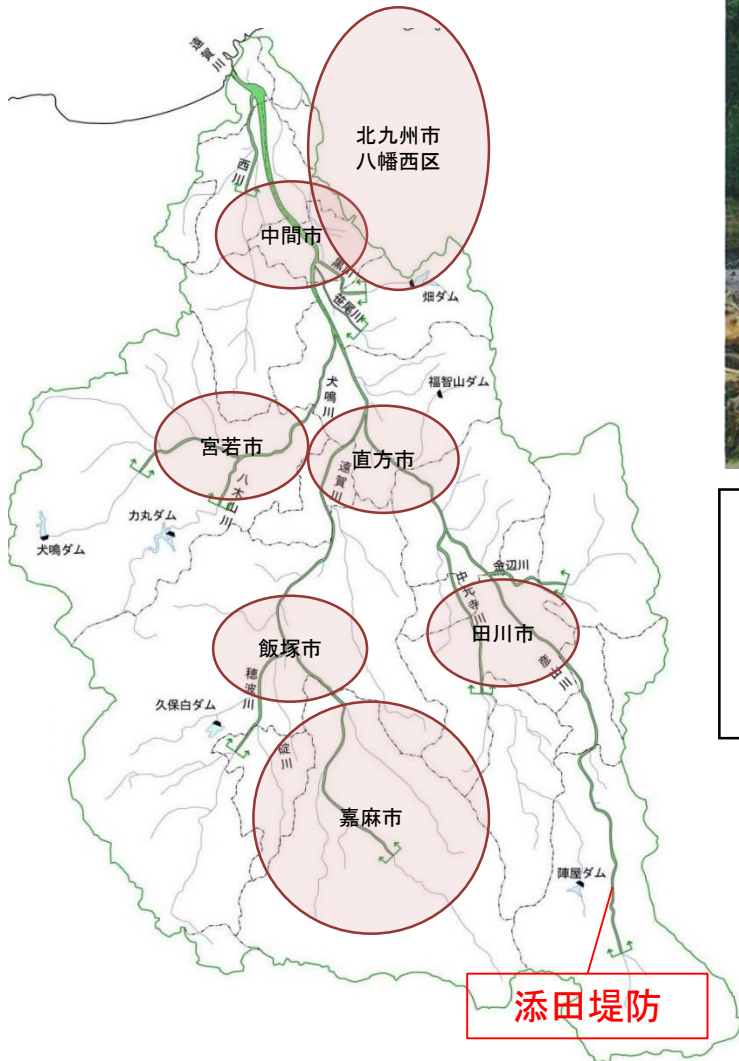 遠賀川
北九州市
八幡西区
西川
中間市
黒川
笹尾川
畑ダム
犬鳴川
福智山ダム
宮若市
直方市
遠賀川
八木山川
力丸ダム
犬鳴ダム
金辺川
中元寺川
田川市
飯塚市
彦山川
穂波川
久保白ダム
碇川
嘉麻市
陣屋ダム
添田堤防